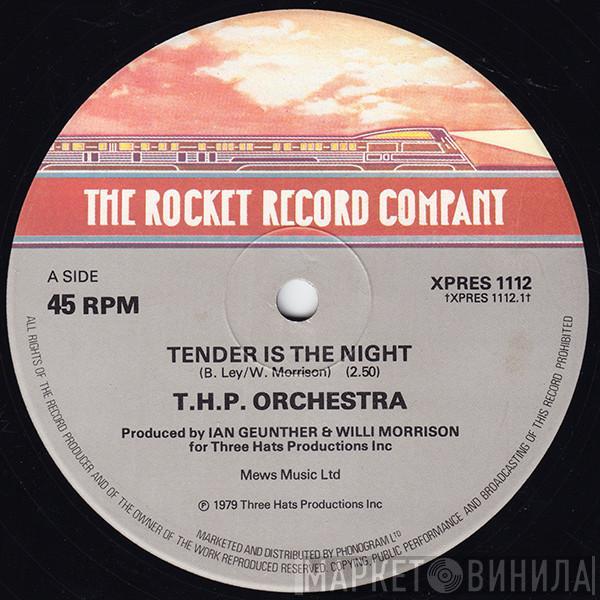 THE ROCKET RECORD COMPANY
A SIDE
45 RPM
XPRES 1112
†XPRES 1112.1†
TENDER IS THE NIGHT
(B. Ley/W. Morrison) (2.50)
T.H.P. ORCHESTRA
Produced by IAN GEUNTHER & WILLI MORRISON
for Three Hats Productions Inc
Mews Music Ltd
℗ 1979 Three Hats Productions Inc
MARKETED AND DISTRIBUTED BY PHONOGRAM LTD
ALL RIGHTS OF THE RECORD PRODUCER AND OF THE OWNER OF THE WORK REPRODUCED RESERVED. COPYING, PUBLIC PERFORMANCE AND BROADCASTING OF THIS RECORD PROHIBITED
МАРКЕТ ВИНИЛА